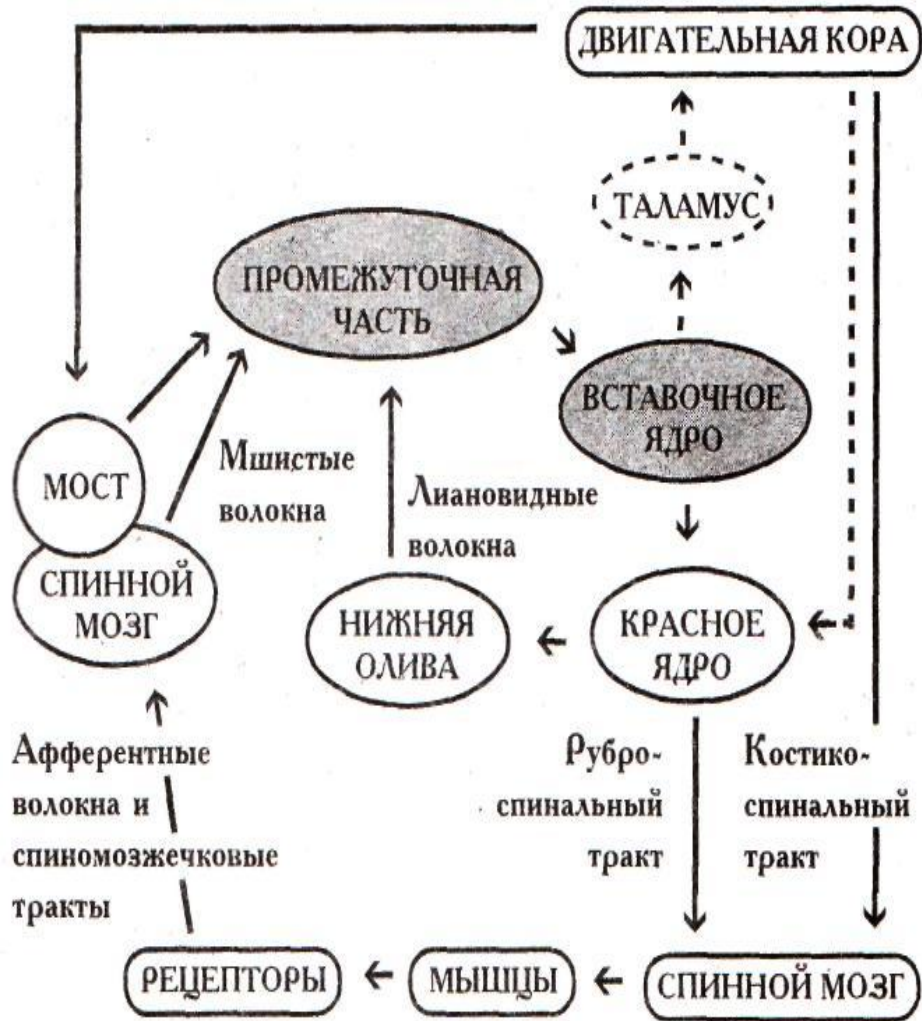 ДВИГАТЕЛЬНАЯ КОРА
ТАЛАМУС
ПРОМЕЖУТОЧНАЯ
ЧАСТЬ
ВСТАВОЧНОЕ
ЯДРО
МОСТ
Мшистые
волокна
Лиановидные
волокна
СПИННОЙ
МОЗГ
НИЖНЯЯ
ОЛИВА
КРАСНОЕ
ЯДРО
Афферентные
волокна и
спиномозжечковые
тракты
Рубро-
спинальный
тракт
Костико-
спинальный
тракт
РЕЦЕПТОРЫ
МЫШЦЫ
СПИННОЙ МОЗГ